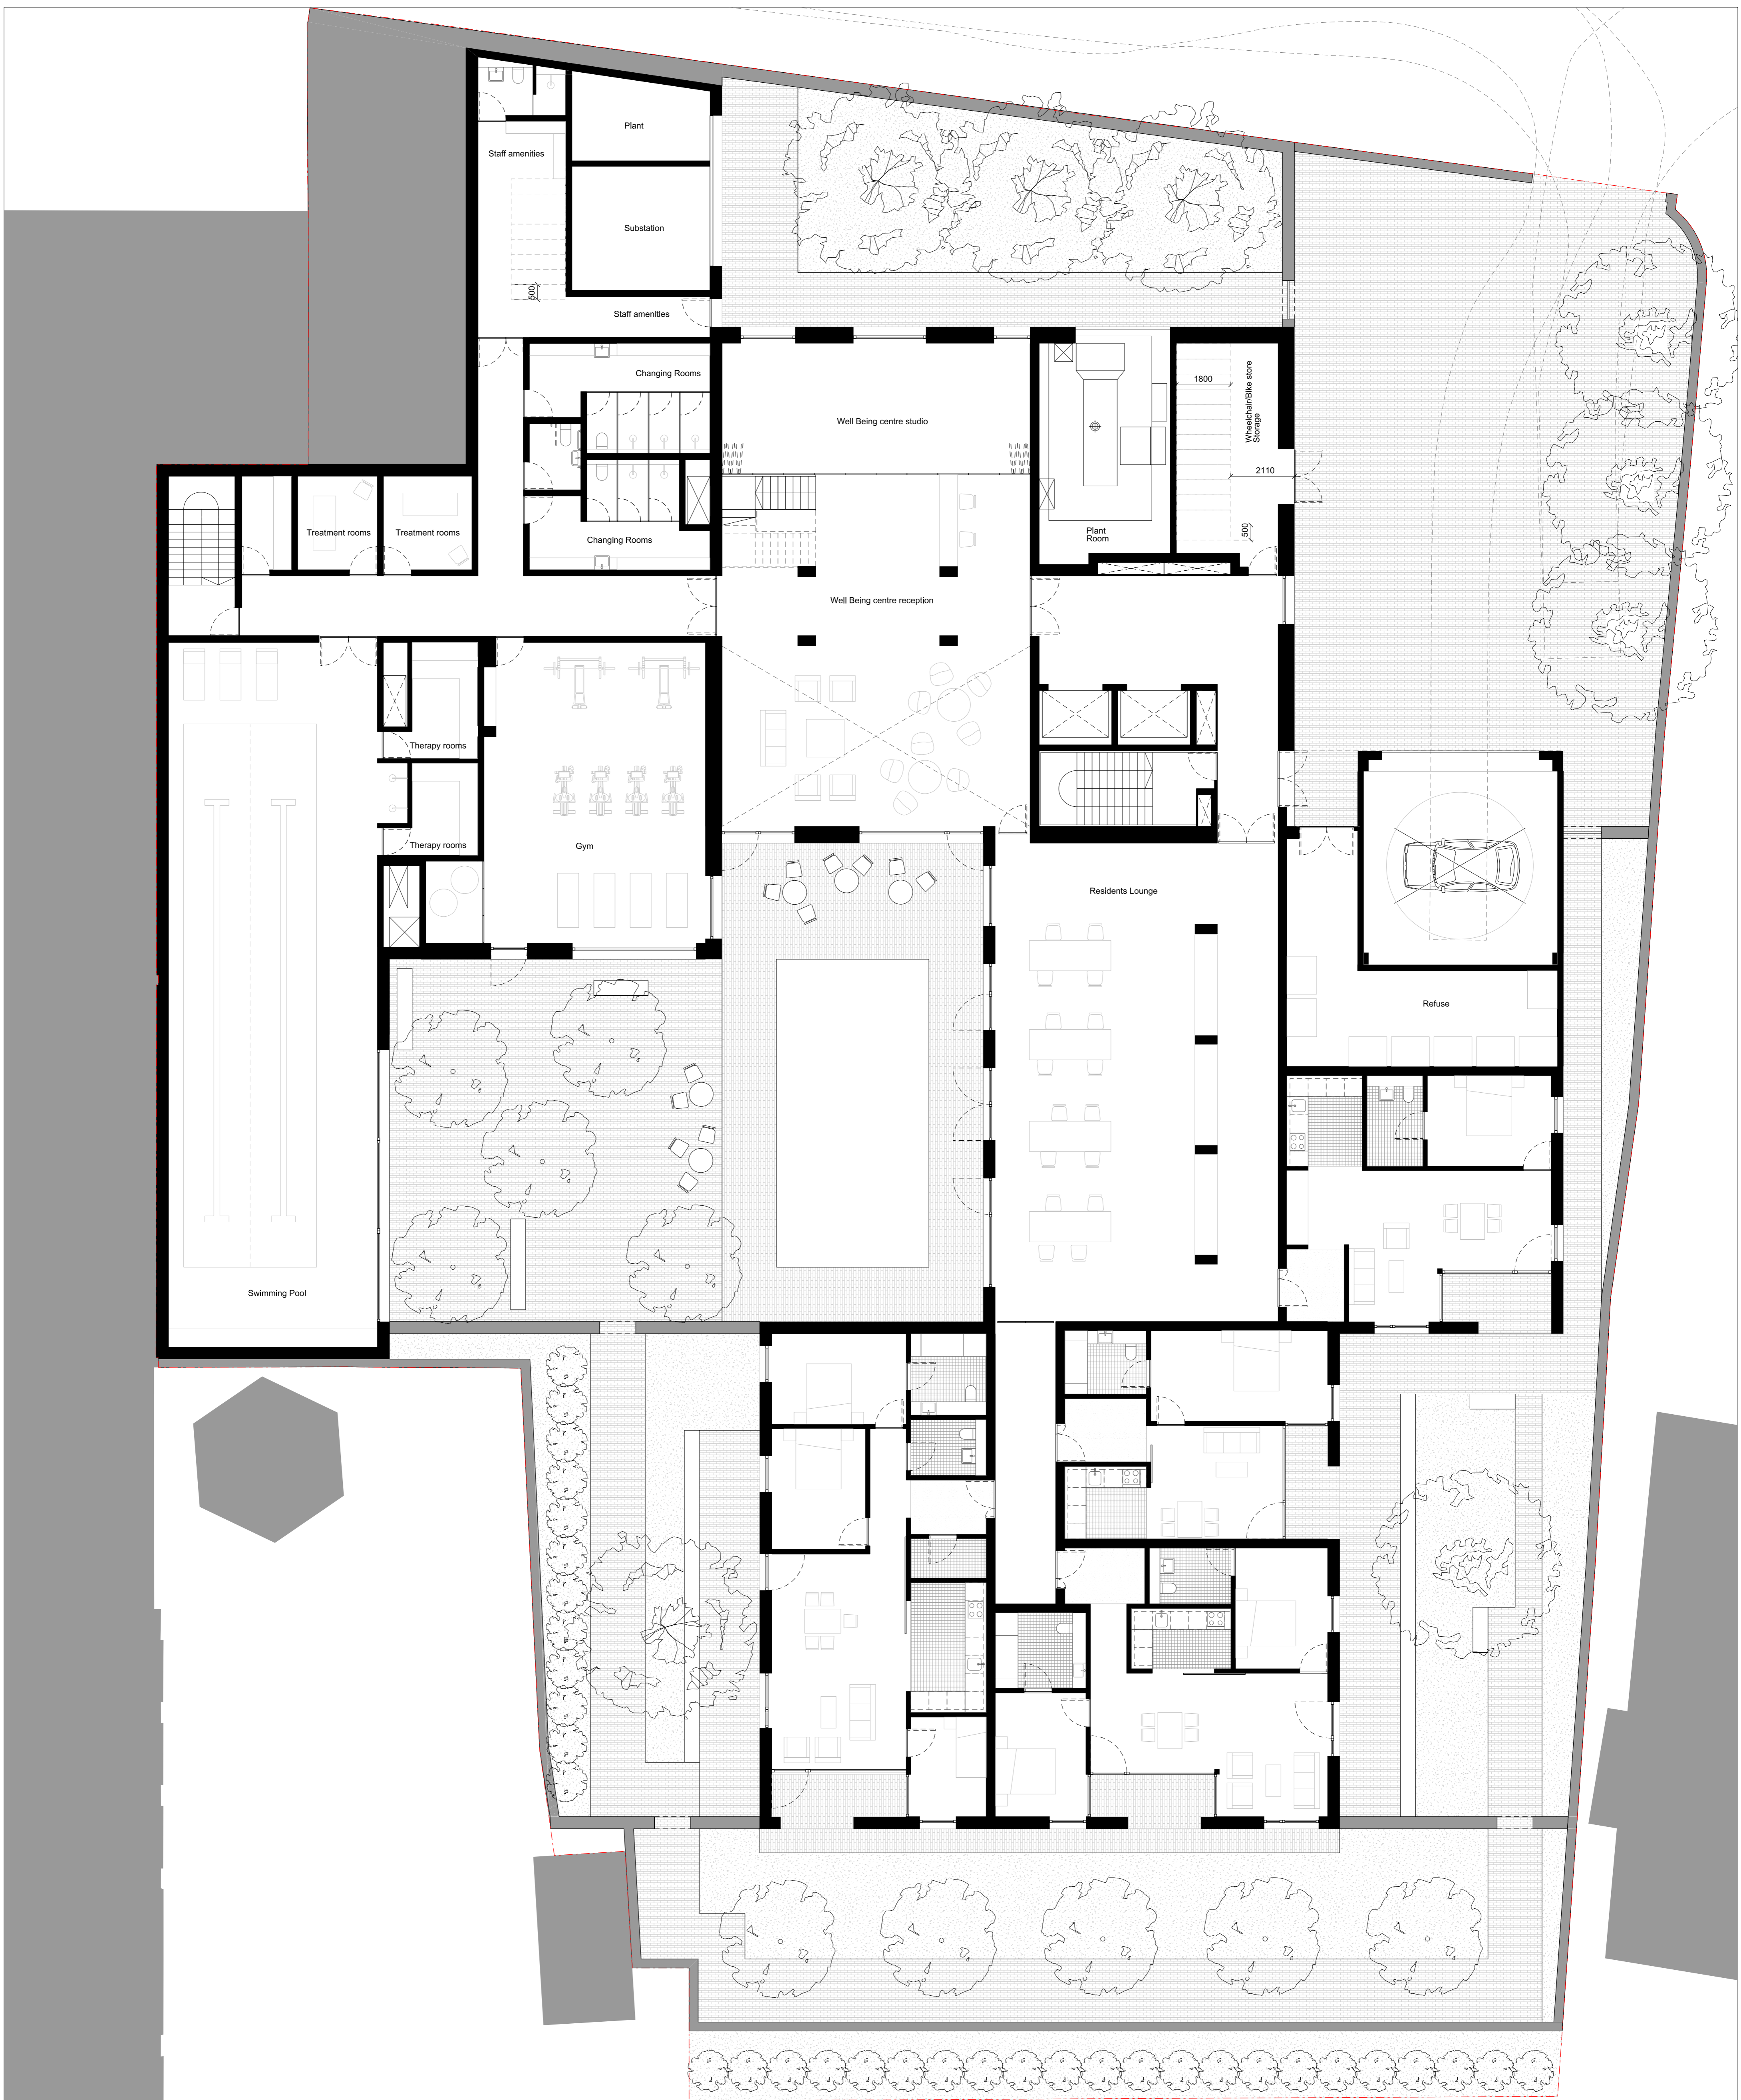 Plant
Staff amenities
Substation
500
Staff amenities
Changing Rooms
1800
Wheelchair/Bike store
Storage
Well Being centre studio
2110
Treatment rooms
Treatment rooms
Changing Rooms
Plant
Room
500
Well Being centre reception
Therapy rooms
Therapy rooms
Gym
Residents Lounge
Refuse
Swimming Pool